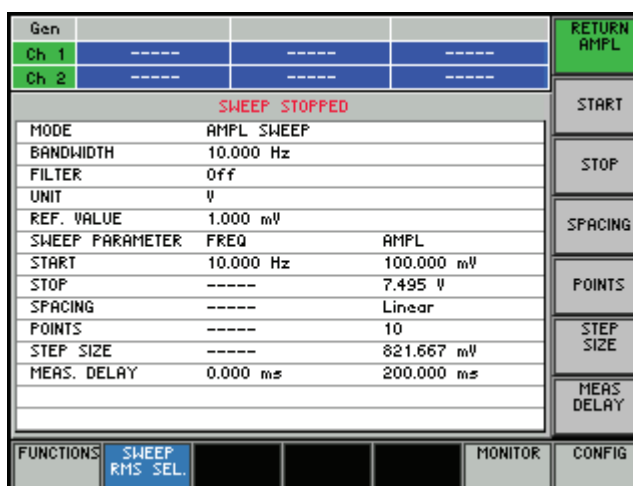 Gen
Ch 1 ----- ----- -----
Ch 2 ----- ----- -----
SWEEP STOPPED
MODE AMPL SWEEP
BANDWIDTH 10.000 Hz
FILTER Off
UNIT V
REF. VALUE 1.000 mV
SWEEP PARAMETER FREQ AMPL
START 10.000 Hz 100.000 mV
STOP ----- 7.495 V
SPACING ----- Linear
POINTS ----- 10
STEP SIZE ----- 821.667 mV
MEAS. DELAY 0.000 ms 200.000 ms
RETURN
AMPL
START
STOP
SPACING
POINTS
STEP
SIZE
MEAS
DELAY
FUNCTIONS
SWEEP
RMS SEL.
MONITOR
CONFIG